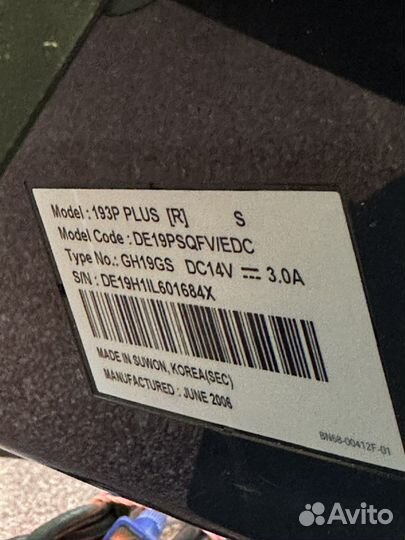 Model : 193P PLUS [R] S
Model Code : DE19PSQFV/EDC
Type No.: GH19GS DC14V ⎓ 3.0A
S/N : DE19H1IL601684X
MADE IN SUWON, KOREA(SEC)
MANUFACTURED : JUNE 2006
BN68-00412F-01
Avito